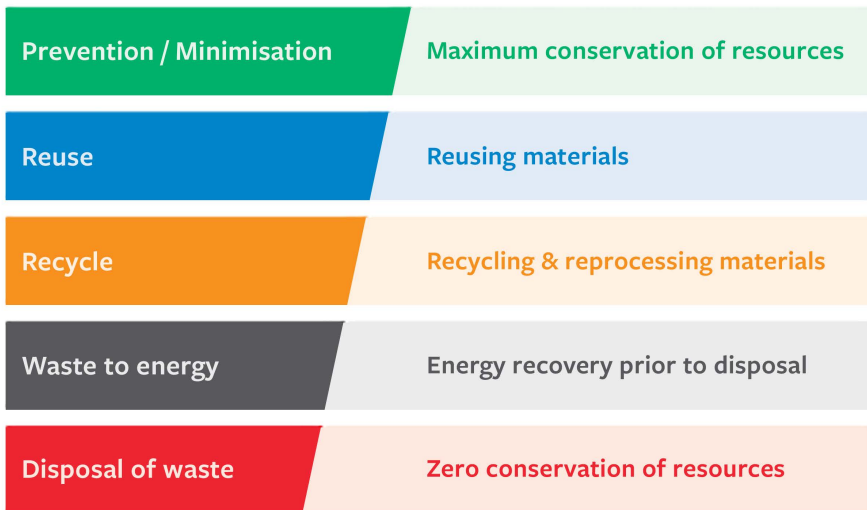 Prevention / Minimisation
Maximum conservation of resources
Reuse
Reusing materials
Recycle
Recycling & reprocessing materials
Waste to energy
Energy recovery prior to disposal
Disposal of waste
Zero conservation of resources